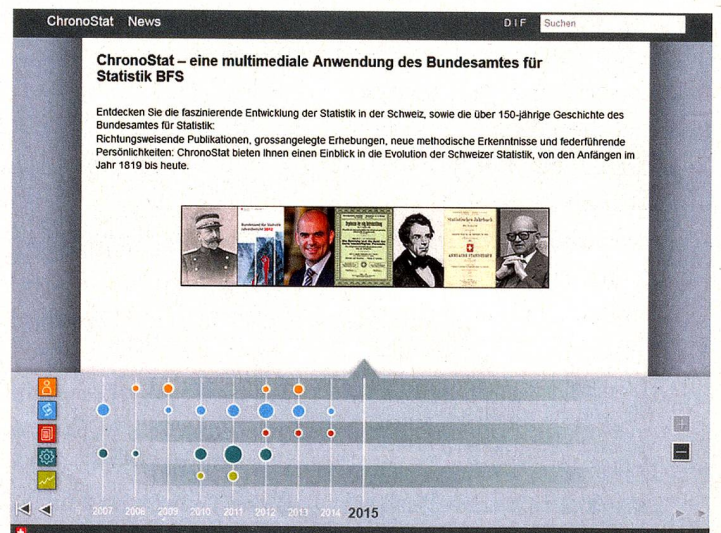 ChronoStat News
D I F Suchen
ChronoStat – eine multimediale Anwendung des Bundesamtes für
Statistik BFS
Entdecken Sie die faszinierende Entwicklung der Statistik in der Schweiz, sowie die über 150-jährige Geschichte des
Bundesamtes für Statistik:
Richtungsweisende Publikationen, grossangelegte Erhebungen, neue methodische Erkenntnisse und federführende
Persönlichkeiten: ChronoStat bieten Ihnen einen Einblick in die Evolution der Schweizer Statistik, von den Anfängen im
Jahr 1819 bis heute.
2007 2008 2009 2010 2011 2012 2013 2014 2015